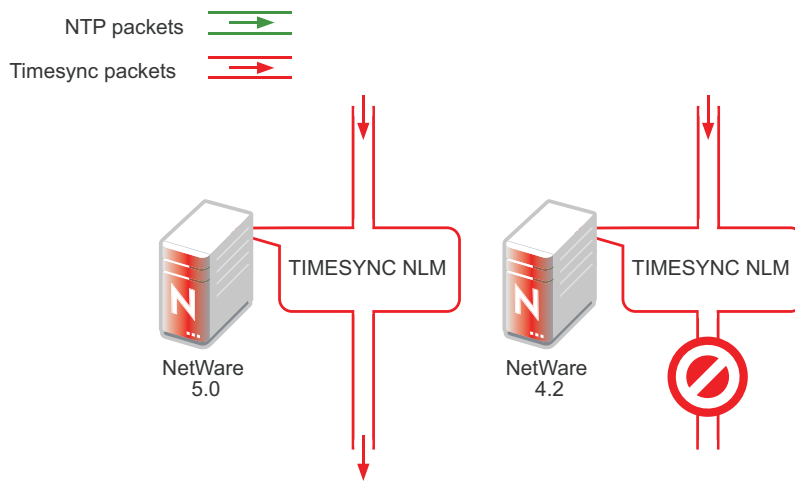 NTP packets
Timesync packets
TIMESYNC NLM
TIMESYNC NLM
N
N
NetWare
5.0
NetWare
4.2